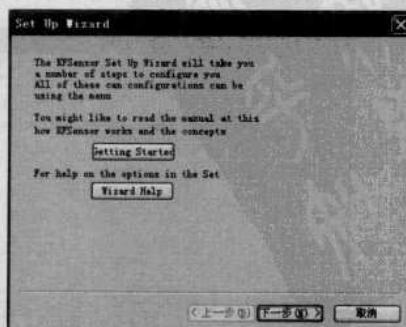 Set Up Wizard
The KFSensor Set Up Wizard will take you
a number of steps to configure you
All of these can configurations can be
using the menu
You might like to read the manual at this
how KFSensor works and the concepts
Getting Started
For help on the options in the Set
Wizard Help
<上一步(B) 下一步(N)> 取消